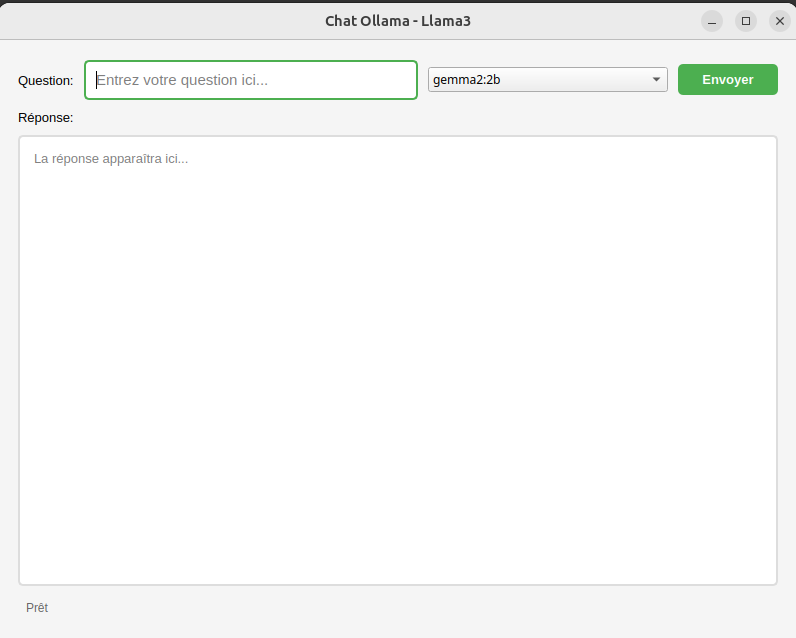 Chat Ollama - Llama3
Question: Entrez votre question ici... gemma2:2b Envoyer
Réponse:
La réponse apparaîtra ici...
Prêt